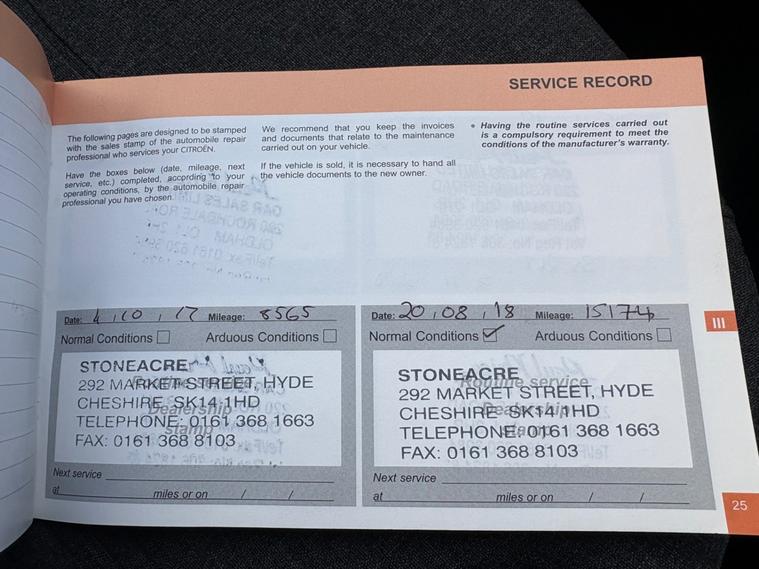 SERVICE RECORD
The following pages are designed to be stamped
with the sales stamp of the automobile repair
professional who services your CITROËN.
Have the boxes below (date, mileage, next
service, etc.) completed, according to your
operating conditions, by the automobile repair
professional you have chosen.
We recommend that you keep the invoices
and documents that relate to the maintenance
carried out on your vehicle.
If the vehicle is sold, it is necessary to hand all
the vehicle documents to the new owner.
• Having the routine services carried out
is a compulsory requirement to meet the
conditions of the manufacturer's warranty.
Date: 4 / 10 / 17 Mileage: 8565
Normal Conditions Arduous Conditions
STONEACRE
292 MARKET STREET, HYDE
CHESHIRE SK14 1HD
Dealership
TELEPHONE: 0161 368 1663
stamp
FAX: 0161 368 8103
Next service
at miles or on / /
Date: 20 / 08 / 18 Mileage: 15174
Normal Conditions Arduous Conditions
STONEACRE
Routine service
292 MARKET STREET, HYDE
CHESHIRE SK14 1HD
Dealership
TELEPHONE: 0161 368 1663
stamp
FAX: 0161 368 8103
Next service
at miles or on / /
III
25